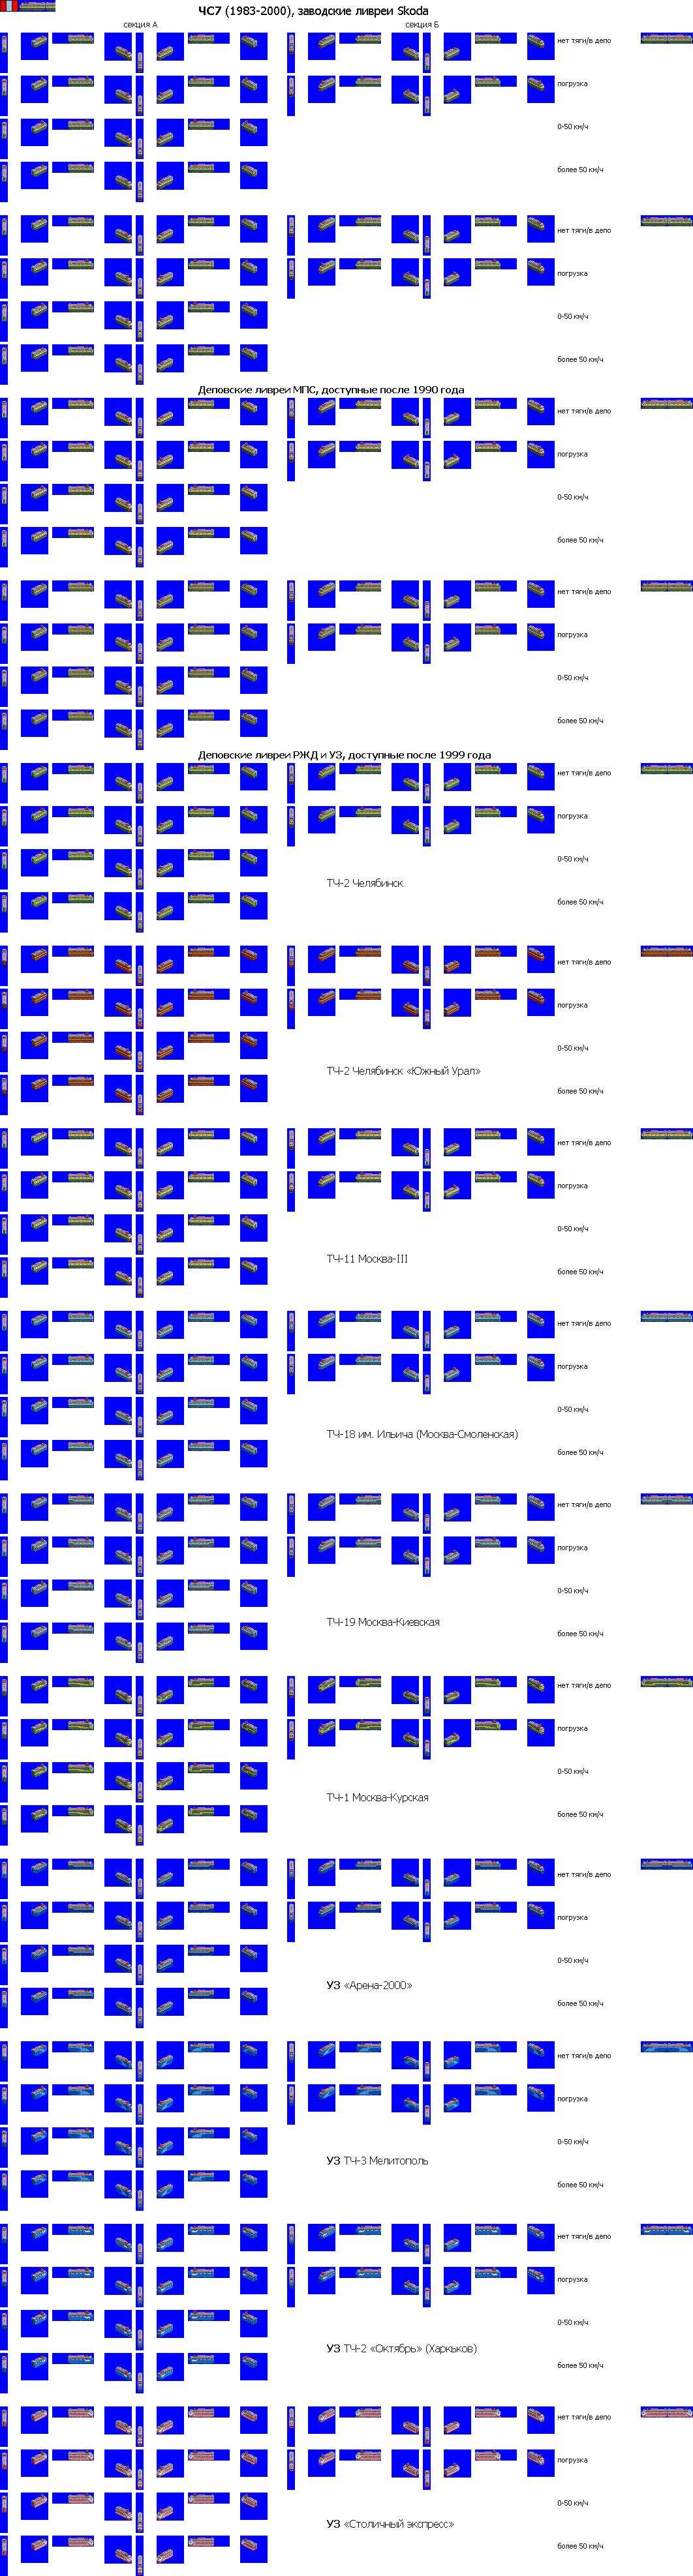 ЧС7 (1983-2000), заводские ливреи Skoda
секция А
секция Б
нет тяги/в депо
погрузка
0-50 км/ч
более 50 км/ч
нет тяги/в депо
погрузка
0-50 км/ч
более 50 км/ч
Деповские ливреи МПС, доступные после 1990 года
нет тяги/в депо
погрузка
0-50 км/ч
более 50 км/ч
нет тяги/в депо
погрузка
0-50 км/ч
более 50 км/ч
Деповские ливреи РЖД и УЗ, доступные после 1999 года
нет тяги/в депо
погрузка
0-50 км/ч
ТЧ-2 Челябинск
более 50 км/ч
нет тяги/в депо
погрузка
0-50 км/ч
ТЧ-2 Челябинск «Южный Урал»
более 50 км/ч
нет тяги/в депо
погрузка
0-50 км/ч
ТЧ-11 Москва-III
более 50 км/ч
нет тяги/в депо
погрузка
0-50 км/ч
ТЧ-18 им. Ильича (Москва-Смоленская)
более 50 км/ч
нет тяги/в депо
погрузка
0-50 км/ч
ТЧ-19 Москва-Киевская
более 50 км/ч
нет тяги/в депо
погрузка
0-50 км/ч
ТЧ-1 Москва-Курская
более 50 км/ч
нет тяги/в депо
погрузка
0-50 км/ч
УЗ «Арена-2000»
более 50 км/ч
нет тяги/в депо
погрузка
0-50 км/ч
УЗ ТЧ-3 Мелитополь
более 50 км/ч
нет тяги/в депо
погрузка
0-50 км/ч
УЗ ТЧ-2 «Октябрь» (Харьков)
более 50 км/ч
нет тяги/в депо
погрузка
0-50 км/ч
УЗ «Столичный экспресс»
более 50 км/ч